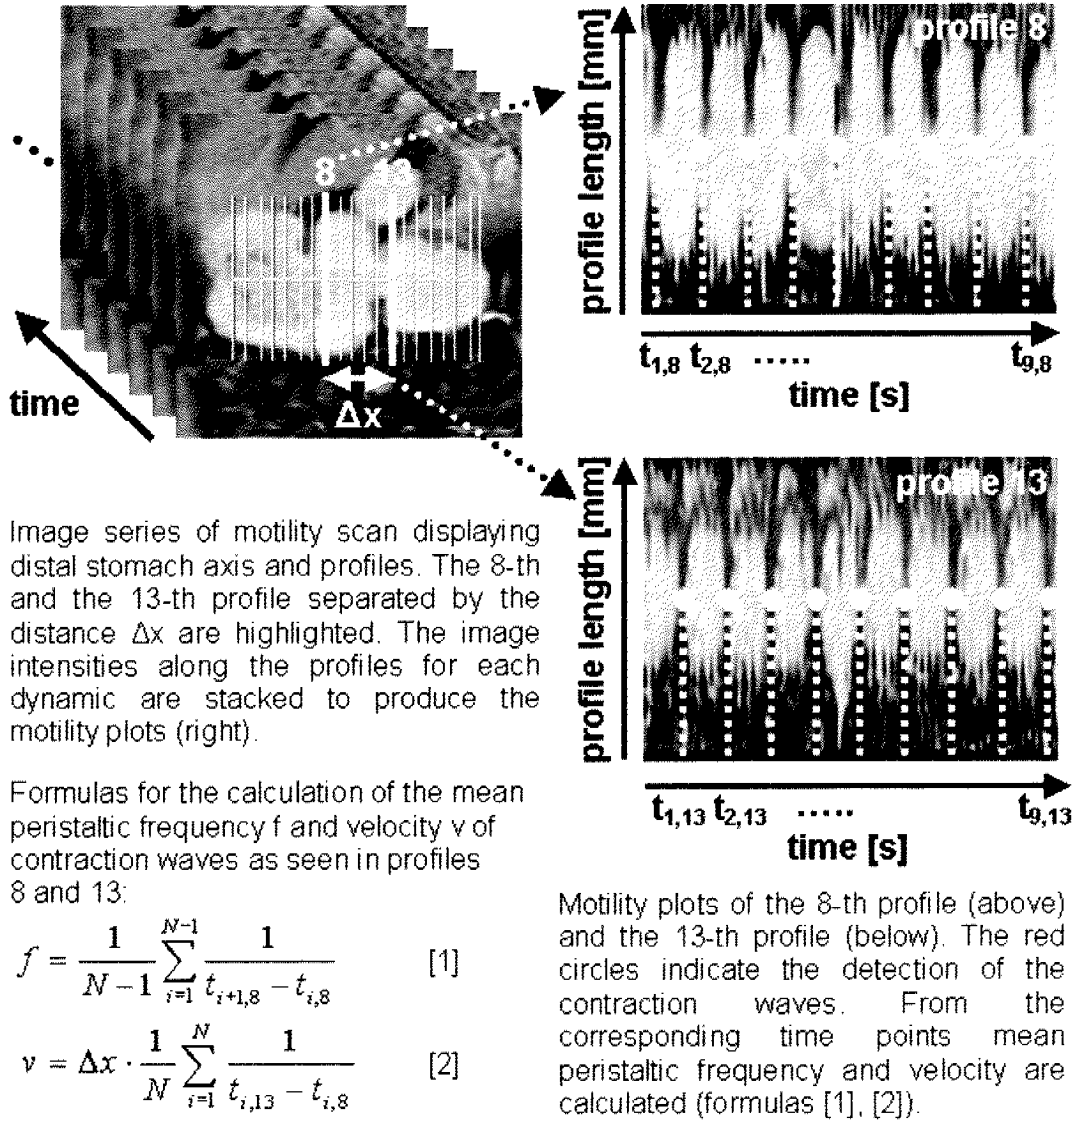 8
13
Δx
time
profile 8
profile length [mm]
t1,8 t2,8 ..... t9,8
time [s]
profile 13
profile length [mm]
t1,13 t2,13 ..... t9,13
time [s]
Image series of motility scan displaying
distal stomach axis and profiles. The 8-th
and the 13-th profile separated by the
distance Δx are highlighted. The image
intensities along the profiles for each
dynamic are stacked to produce the
motility plots (right).
Formulas for the calculation of the mean
peristaltic frequency f and velocity v of
contraction waves as seen in profiles
8 and 13:
f = 1/(N−1) ∑_{i=1}^{N−1} 1/(t_{i+1,8} − t_{i,8}) [1]
v = Δx · 1/N ∑_{i=1}^{N} 1/(t_{i,13} − t_{i,8}) [2]
Motility plots of the 8-th profile (above)
and the 13-th profile (below). The red
circles indicate the detection of the
contraction waves. From the
corresponding time points mean
peristaltic frequency and velocity are
calculated (formulas [1], [2]).